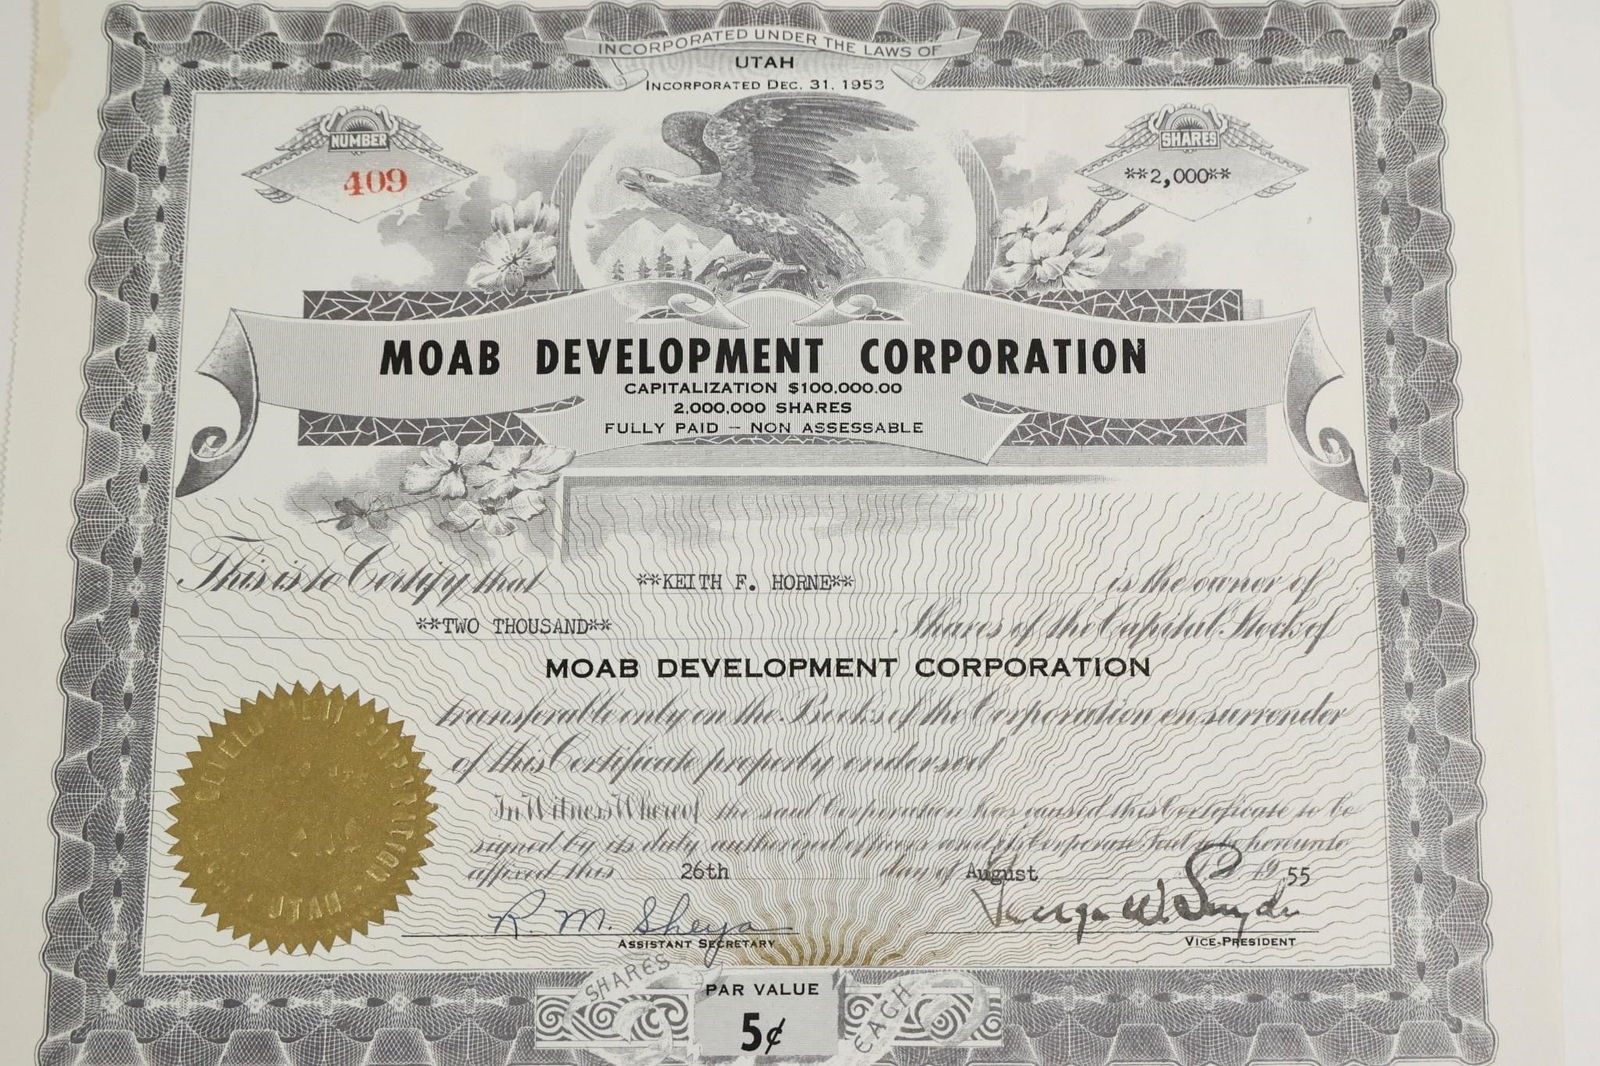 INCORPORATED UNDER THE LAWS OF
UTAH
INCORPORATED DEC. 31, 1953
NUMBER
409
SHARES
**2,000**
MOAB DEVELOPMENT CORPORATION
CAPITALIZATION $100,000.00
2,000,000 SHARES
FULLY PAID – NON ASSESSABLE
This is to Certify that **KEITH F. HORNE** is the owner of
**TWO THOUSAND** Shares of the Capital Stock of
MOAB DEVELOPMENT CORPORATION
transferable only on the Books of the Corporation on surrender
of this Certificate properly endorsed
In Witness Whereof the said Corporation has caused this Certificate to be
signed by its duly authorized officers and its Corporate Seal to be hereunto
affixed this 26th day of August 1955
R. M. Sheya
George W. Snyder
ASSISTANT SECRETARY
VICE-PRESIDENT
DEVELOPMENT CORPORATION
UTAH
SHARES
PAR VALUE
5¢
EACH